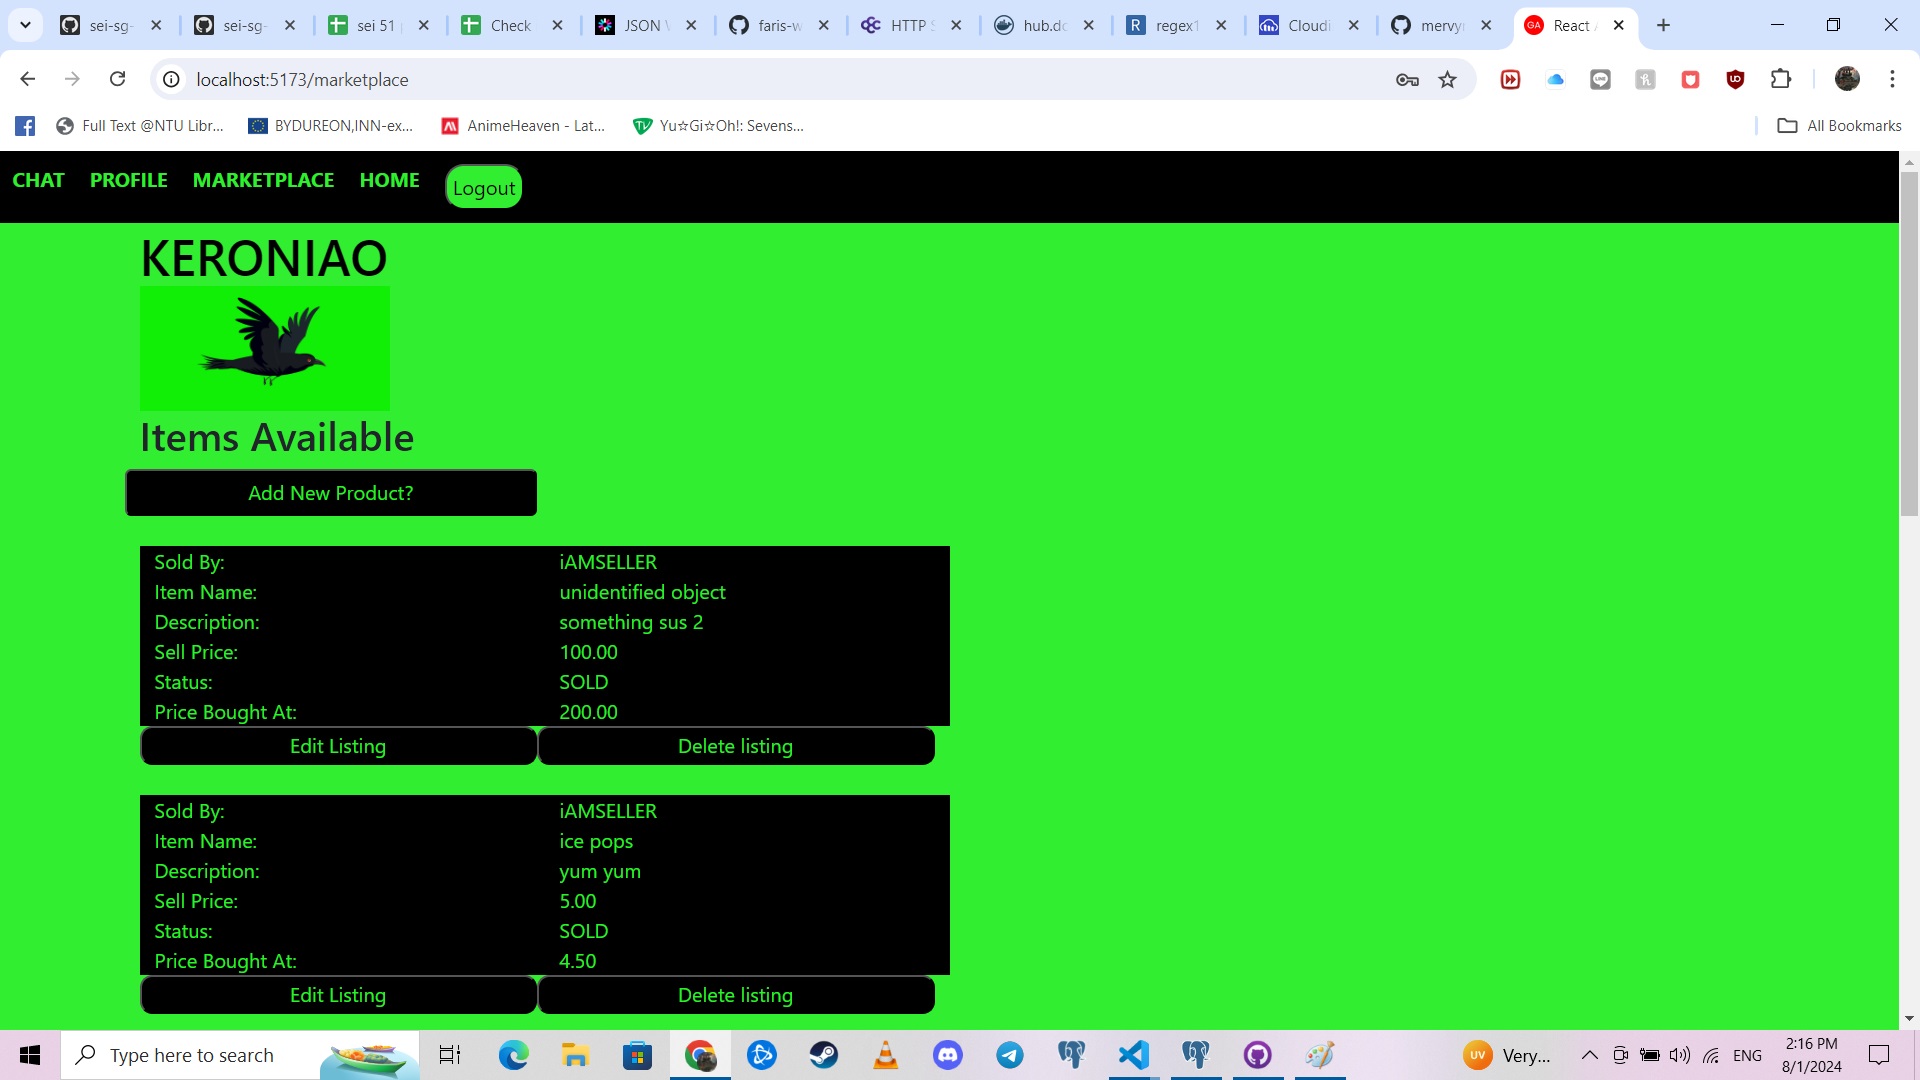 sei-sg-
sei-sg-
sei 51
Check
JSON
faris-w
HTTP
hub.do
regex1
Cloudi
mervy
React
localhost:5173/marketplace
Full Text @NTU Libr...
BYDUREON,INN-ex...
AnimeHeaven - Lat...
Yu☆Gi☆Oh!: Sevens...
All Bookmarks
CHAT PROFILE MARKETPLACE HOME Logout
KERONIAO
Items Available
Add New Product?
Sold By: iAMSELLER
Item Name: unidentified object
Description: something sus 2
Sell Price: 100.00
Status: SOLD
Price Bought At: 200.00
Edit Listing Delete listing
Sold By: iAMSELLER
Item Name: ice pops
Description: yum yum
Sell Price: 5.00
Status: SOLD
Price Bought At: 4.50
Edit Listing Delete listing
Type here to search
UV Very...
ENG
2:16 PM
8/1/2024